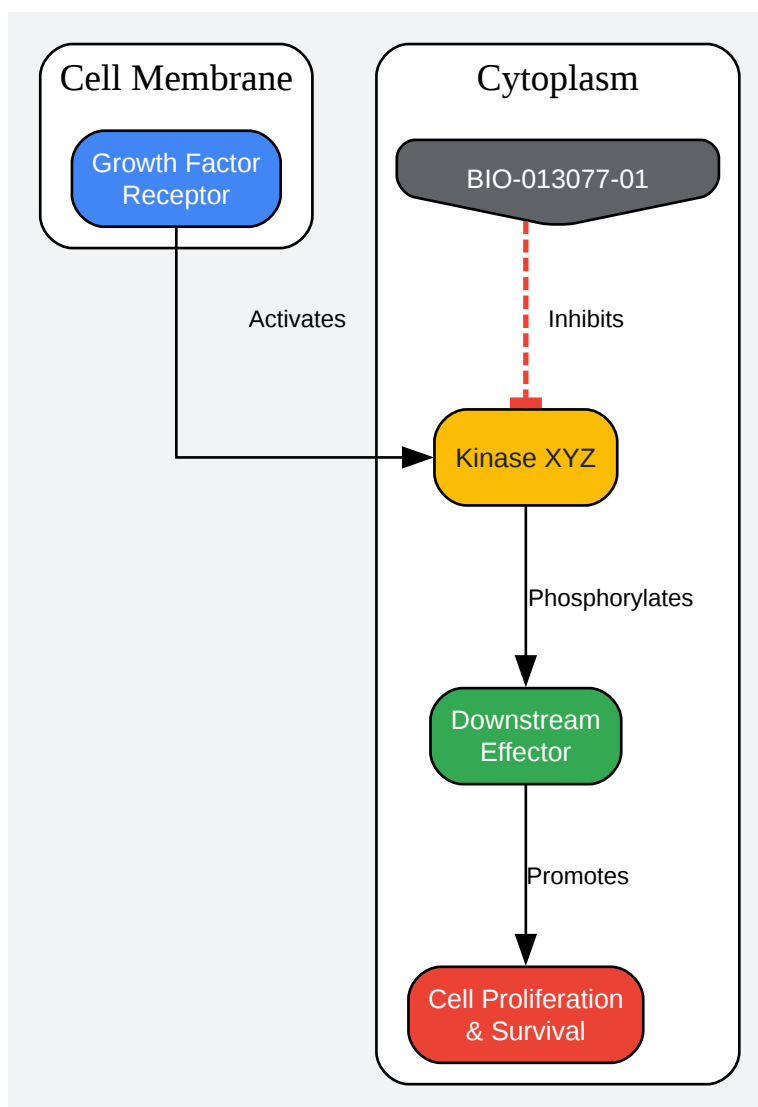 Cell Membrane
Growth Factor
Receptor
Activates
Cytoplasm
BIO-013077-01
Inhibits
Kinase XYZ
Phosphorylates
Downstream
Effector
Promotes
Cell Proliferation
& Survival